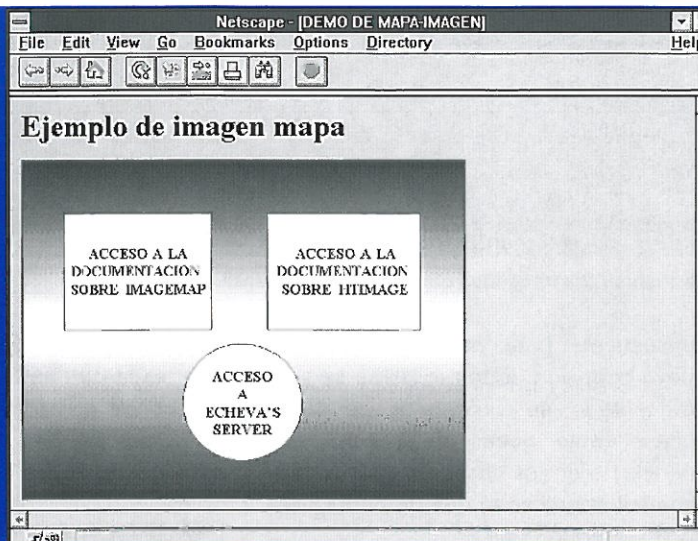 Netscape - [DEMO DE MAPA-IMAGEN]
File Edit View Go Bookmarks Options Directory Help
Ejemplo de imagen mapa
ACCESO A LA
DOCUMENTACION
SOBRE IMAGEMAP
ACCESO A LA
DOCUMENTACION
SOBRE HTIMAGE
ACCESO
A
ECHEVA'S
SERVER